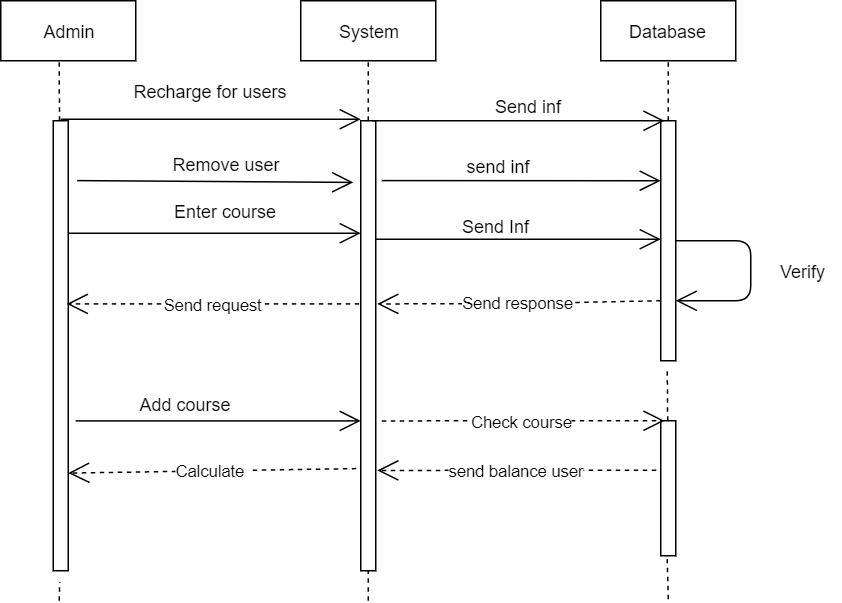 Admin
System
Database
Recharge for users
Send inf
Remove user
send inf
Enter course
Send Inf
Verify
Send request
Send response
Add course
Check course
Calculate
send balance user